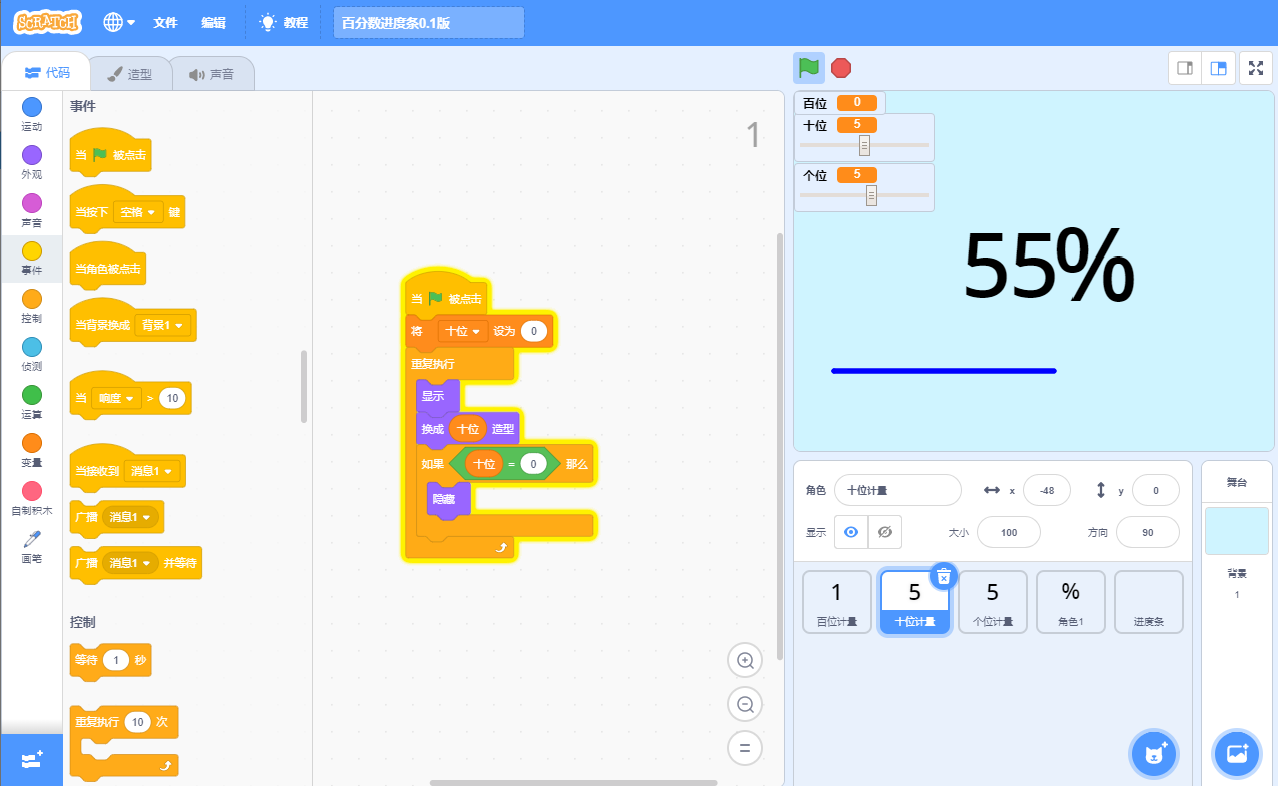 SCRATCH 文件 编辑 教程 百分数进度条0.1版
代码 造型 声音
运动
外观
声音
事件
控制
侦测
运算
变量
自制积木
画笔
事件
当 被点击
当按下 空格 键
当角色被点击
当背景换成 背景1
当 响度 > 10
当接收到 消息1
广播 消息1
广播 消息1 并等待
控制
等待 1 秒
重复执行 10 次
1
当 被点击
将 十位 设为 0
重复执行
显示
换成 十位 造型
如果 十位 = 0 那么
隐藏
百位 0
十位 5
个位 5
55%
角色 十位计量 x -48 y 0
显示 大小 100 方向 90
1
百位计量
5
十位计量
5
个位计量
%
角色1
进度条
舞台
背景
1